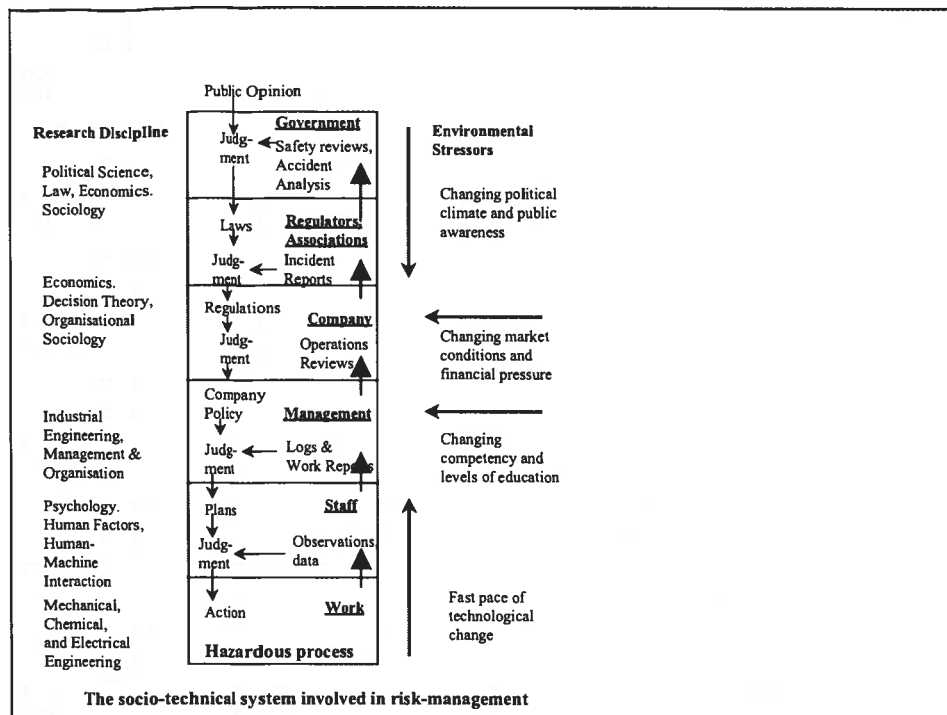 Public Opinion
Research Discipline
Political Science,
Law, Economics.
Sociology
Economics.
Decision Theory,
Organisational
Sociology
Industrial
Engineering,
Management &
Organisation
Psychology.
Human Factors,
Human-
Machine
Interaction
Mechanical,
Chemical,
and Electrical
Engineering
Government
Judg-
ment
Safety reviews,
Accident
Analysis
Laws
Regulators,
Associations
Judg-
ment
Incident
Reports
Regulations
Company
Judg-
ment
Operations
Reviews
Company
Policy
Management
Judg-
ment
Logs &
Work Reports
Plans
Staff
Judg-
ment
Observations,
data
Action
Work
Hazardous process
Environmental
Stressors
Changing political
climate and public
awareness
Changing market
conditions and
financial pressure
Changing
competency and
levels of education
Fast pace of
technological
change
The socio-technical system involved in risk-management